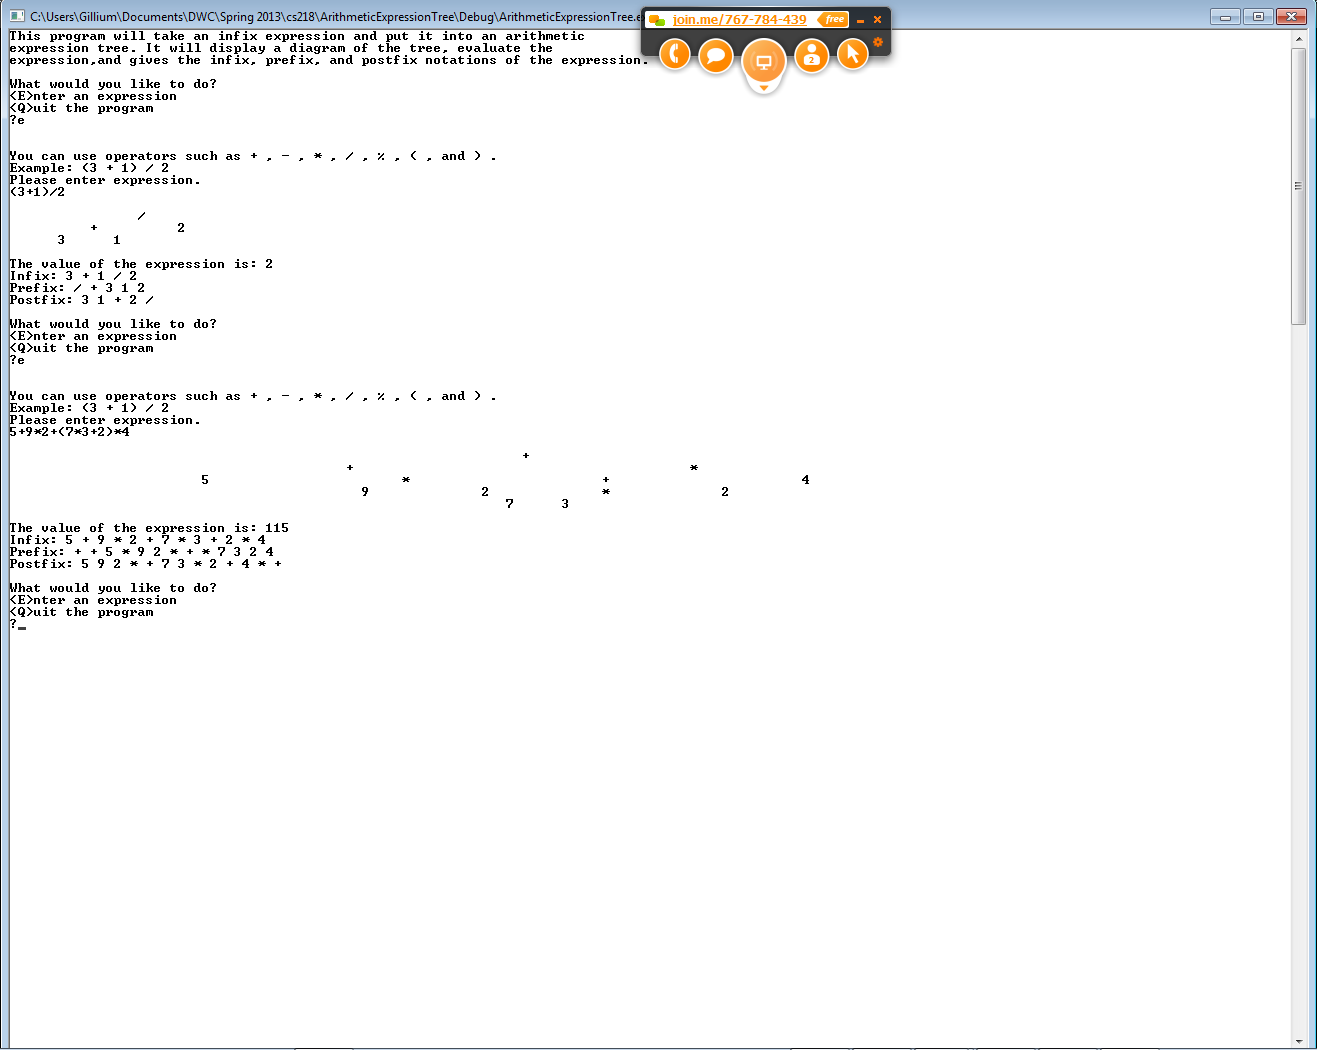 C:\Users\Gillium\Documents\DWC\Spring 2013\cs218\ArithmeticExpressionTree\Debug\ArithmeticExpressionTree.e
join.me/767-784-439 free
2
This program will take an infix expression and put it into an arithmetic
expression tree. It will display a diagram of the tree, evaluate the
expression,and gives the infix, prefix, and postfix notations of the expression.
What would you like to do?
<E>nter an expression
<Q>uit the program
?e
You can use operators such as + , - , * , / , % , ( , and ) .
Example: (3 + 1) / 2
Please enter expression.
(3+1)/2
/
+ 2
3 1
The value of the expression is: 2
Infix: 3 + 1 / 2
Prefix: / + 3 1 2
Postfix: 3 1 + 2 /
What would you like to do?
<E>nter an expression
<Q>uit the program
?e
You can use operators such as + , - , * , / , % , ( , and ) .
Example: (3 + 1) / 2
Please enter expression.
5+9*2+(7*3+2)*4
+
+ *
5 * + 4
9 2 * 2
7 3
The value of the expression is: 115
Infix: 5 + 9 * 2 + 7 * 3 + 2 * 4
Prefix: + + 5 * 9 2 * + * 7 3 2 4
Postfix: 5 9 2 * + 7 3 * 2 + 4 * +
What would you like to do?
<E>nter an expression
<Q>uit the program
?_